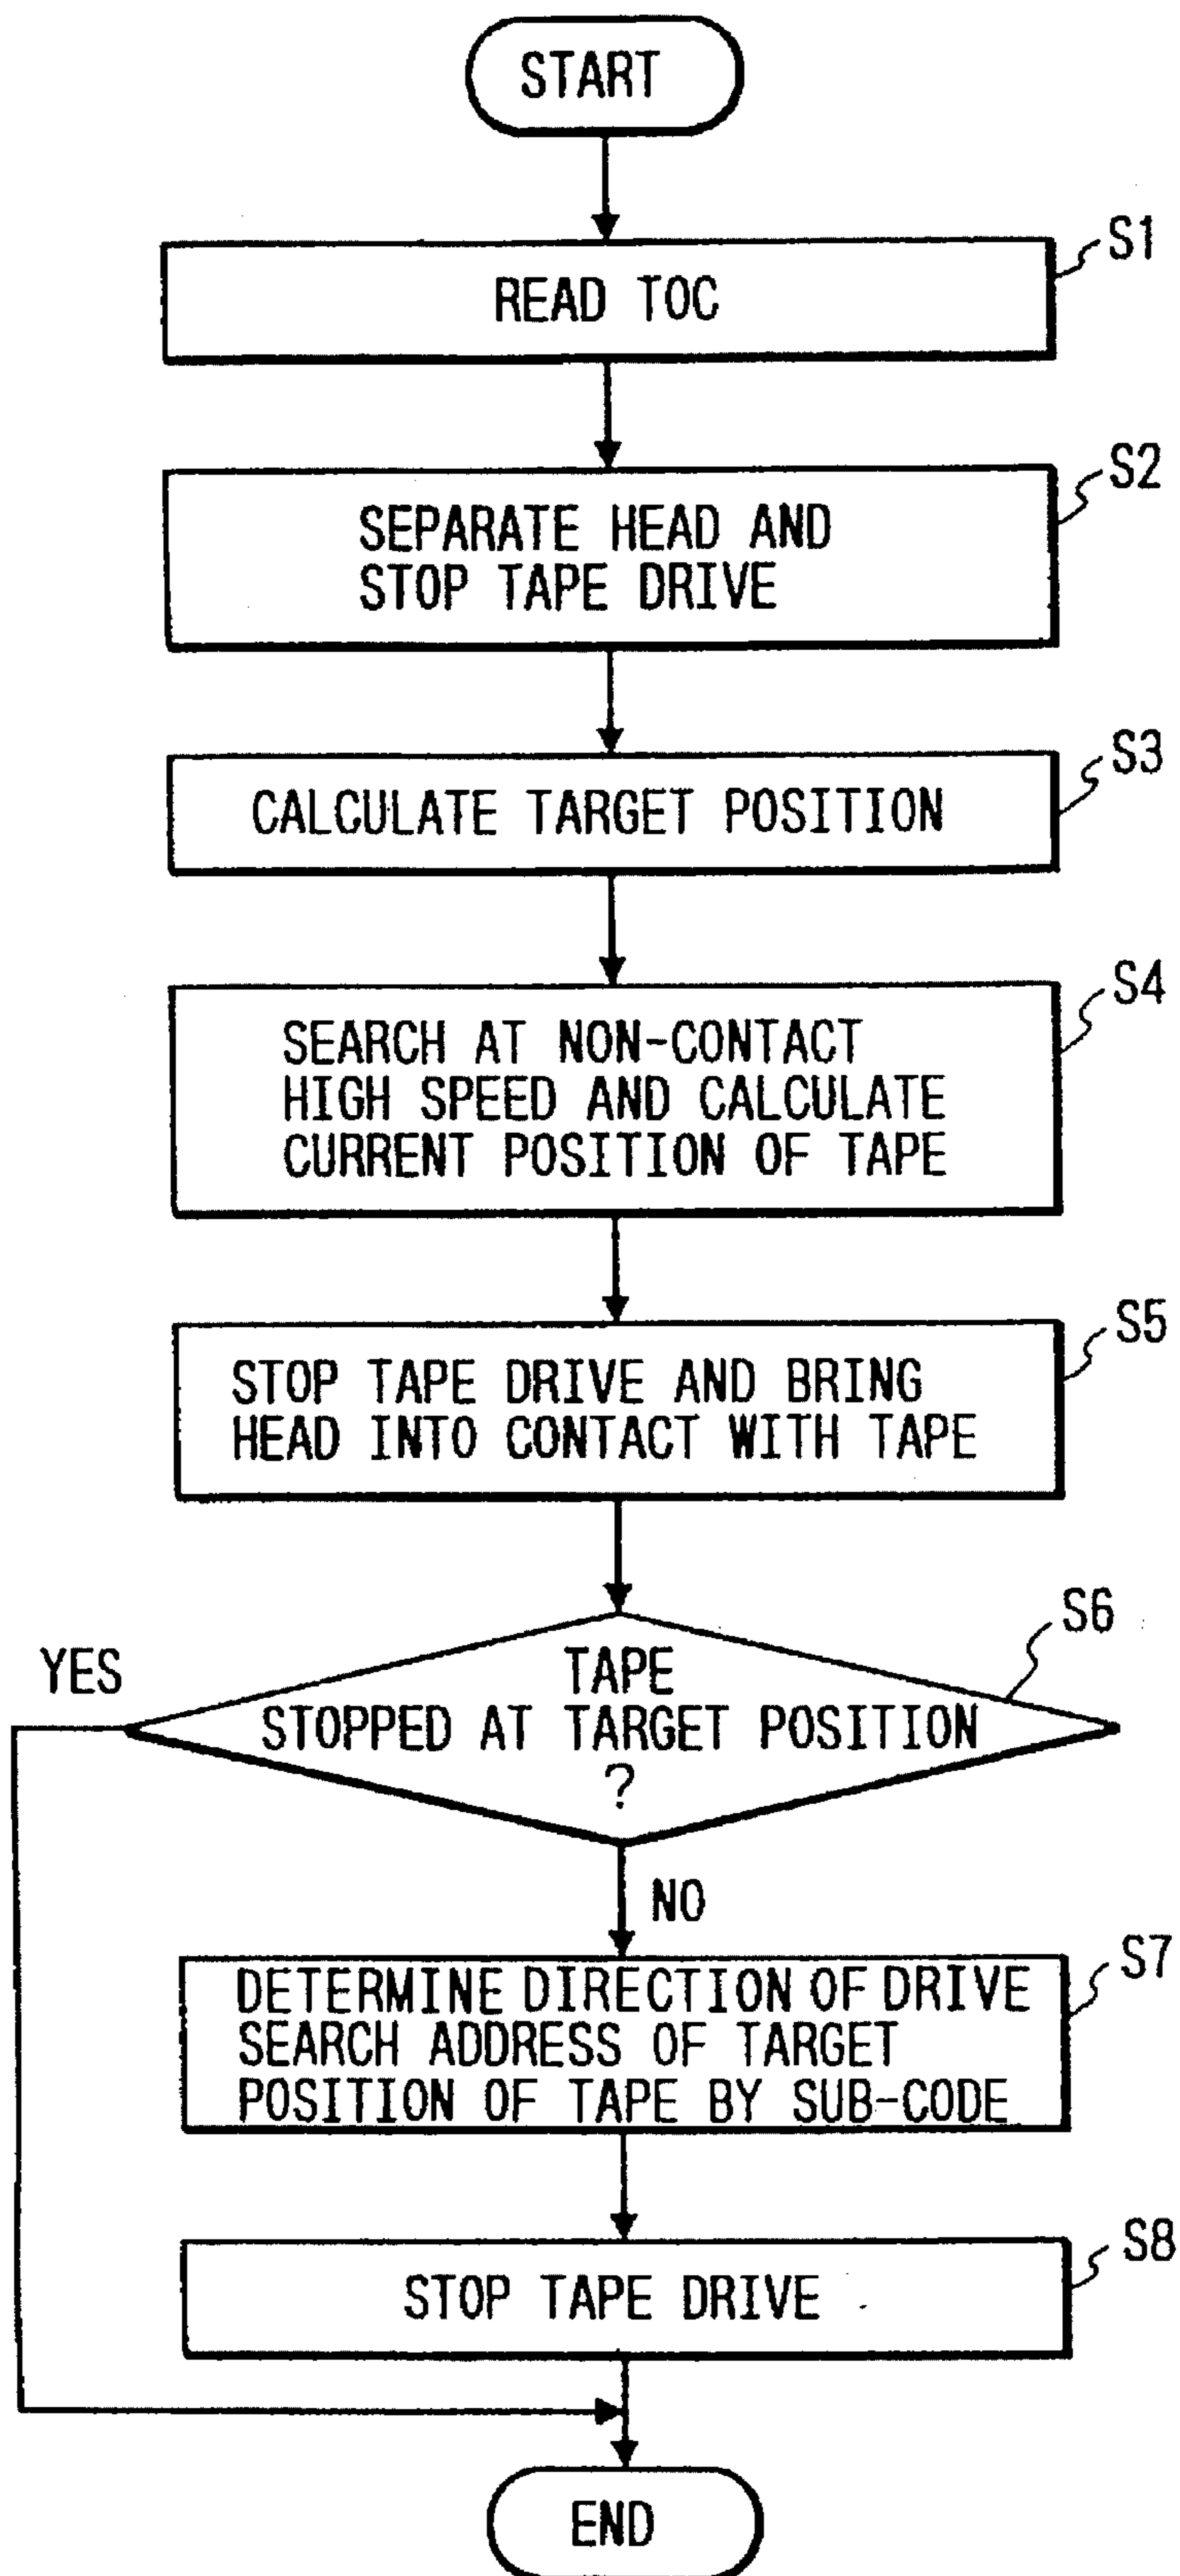 START
S1
READ TOC
S2
SEPARATE HEAD AND
STOP TAPE DRIVE
S3
CALCULATE TARGET POSITION
S4
SEARCH AT NON-CONTACT
HIGH SPEED AND CALCULATE
CURRENT POSITION OF TAPE
S5
STOP TAPE DRIVE AND BRING
HEAD INTO CONTACT WITH TAPE
S6
YES
TAPE
STOPPED AT TARGET POSITION
?
NO
S7
DETERMINE DIRECTION OF DRIVE
SEARCH ADDRESS OF TARGET
POSITION OF TAPE BY SUB-CODE
S8
STOP TAPE DRIVE
END